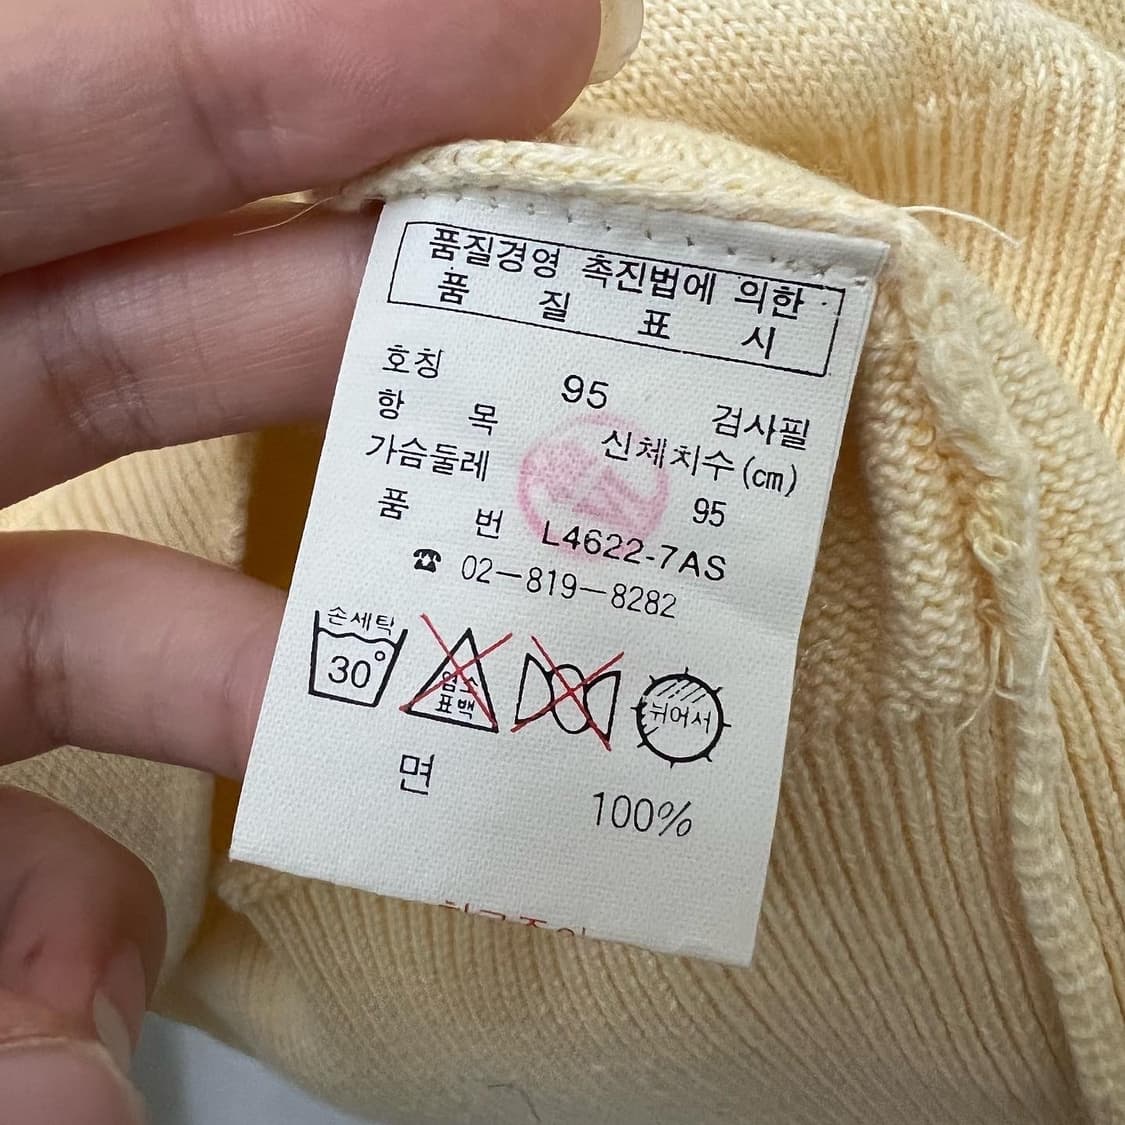 품질경영 촉진법에 의한
품 질 표 시
호칭 95 검사필
항 목 신체치수(cm)
가슴둘레 95
품 번 L4622-7AS
☎ 02-819-8282
손세탁
30°
염소
표백
뉘어서
면 100%